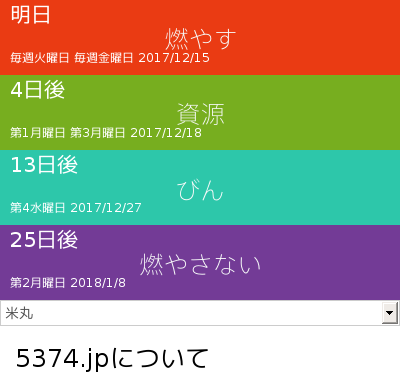 明日
燃やす
毎週火曜日 毎週金曜日 2017/12/15
4日後
資源
第1月曜日 第3月曜日 2017/12/18
13日後
びん
第4水曜日 2017/12/27
25日後
燃やさない
第2月曜日 2018/1/8
米丸
5374.jpについて